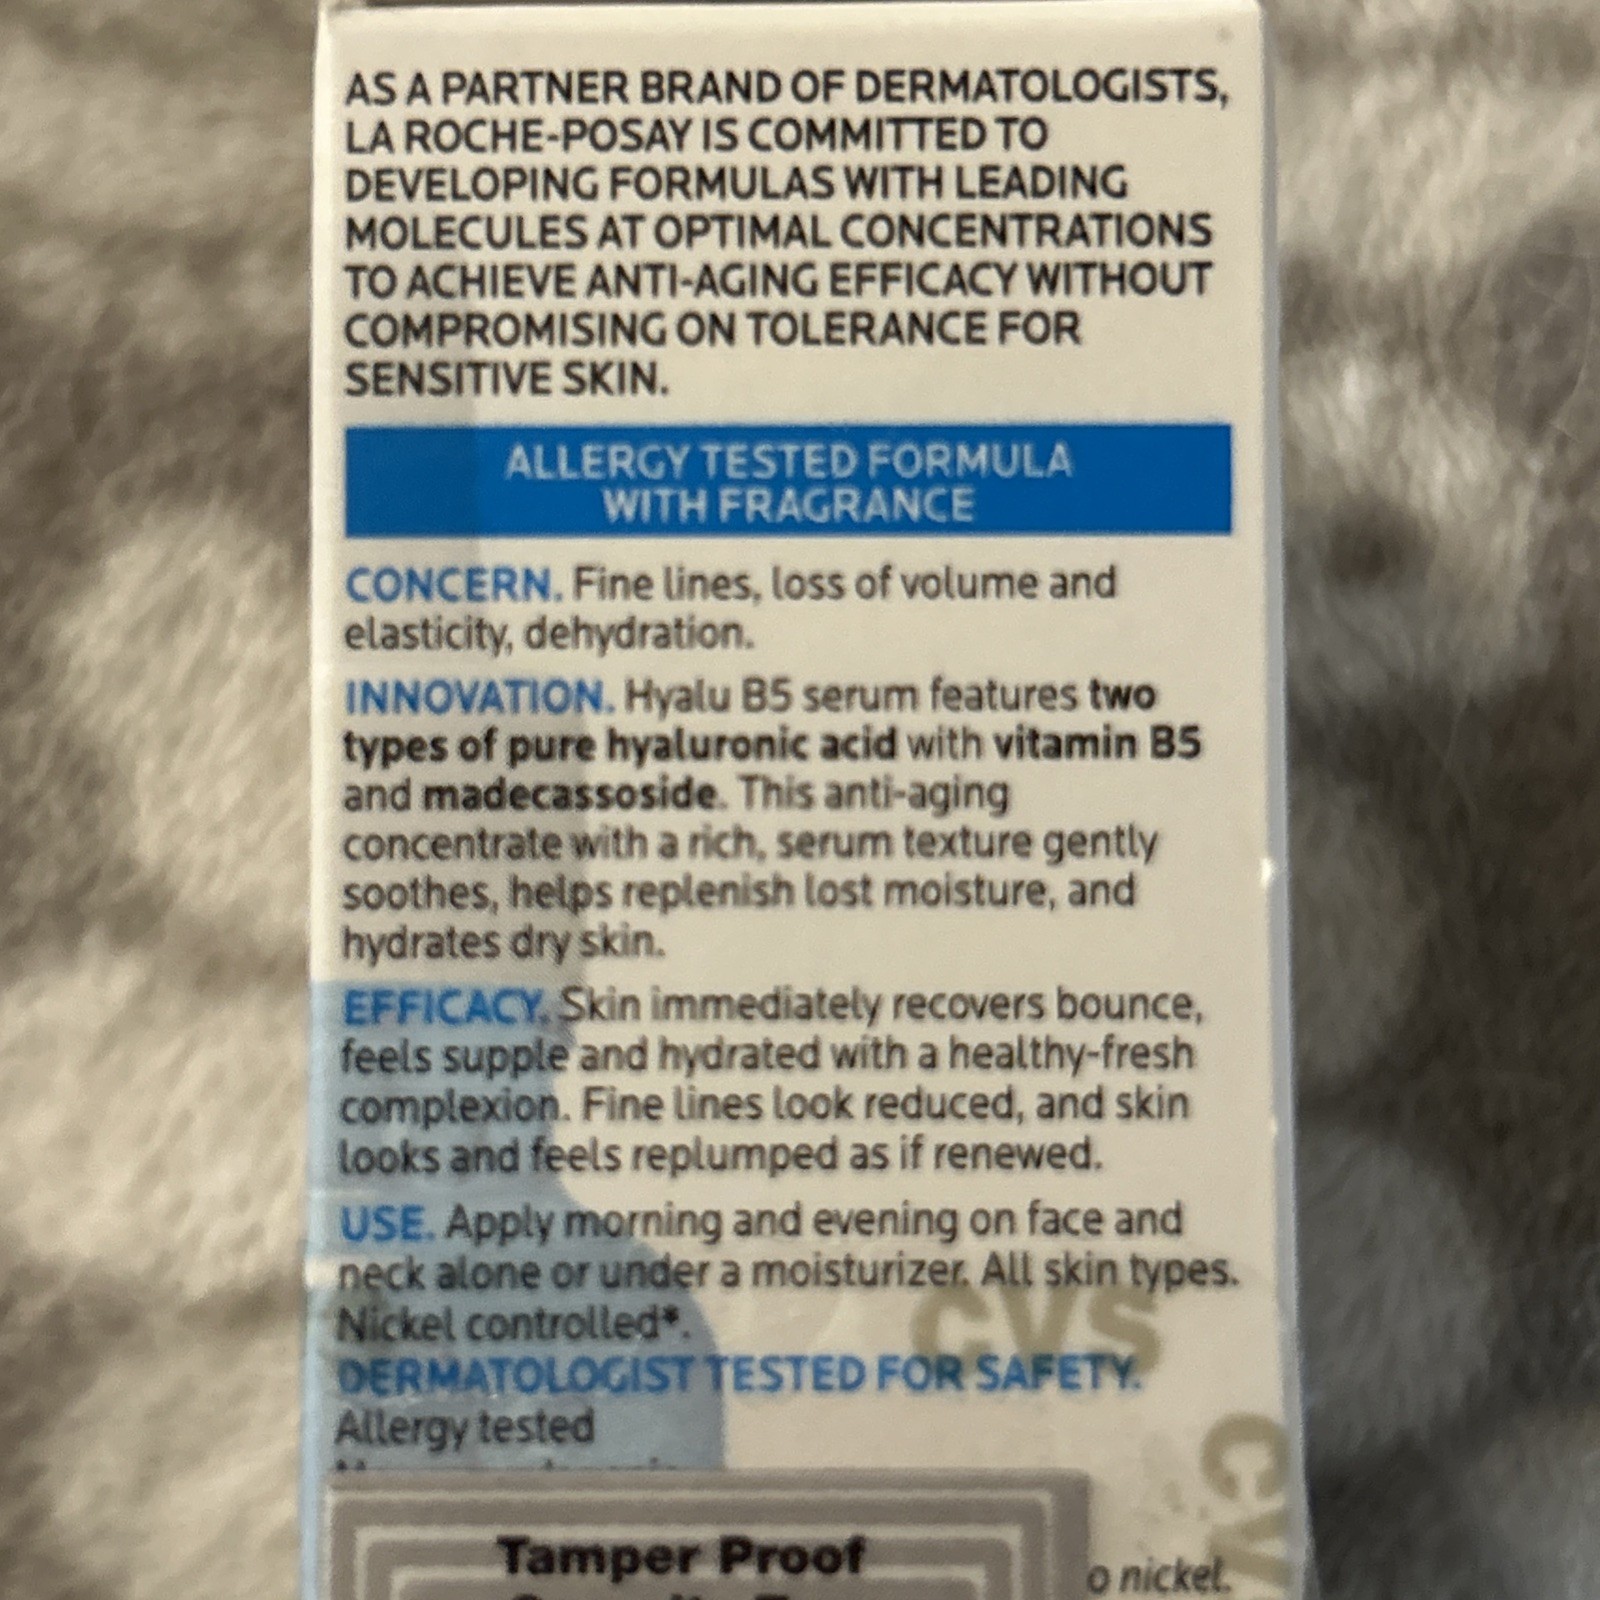 AS A PARTNER BRAND OF DERMATOLOGISTS,
LA ROCHE-POSAY IS COMMITTED TO
DEVELOPING FORMULAS WITH LEADING
MOLECULES AT OPTIMAL CONCENTRATIONS
TO ACHIEVE ANTI-AGING EFFICACY WITHOUT
COMPROMISING ON TOLERANCE FOR
SENSITIVE SKIN.
ALLERGY TESTED FORMULA
WITH FRAGRANCE
CONCERN. Fine lines, loss of volume and
elasticity, dehydration.
INNOVATION. Hyalu B5 serum features two
types of pure hyaluronic acid with vitamin B5
and madecassoside. This anti-aging
concentrate with a rich, serum texture gently
soothes, helps replenish lost moisture, and
hydrates dry skin.
EFFICACY. Skin immediately recovers bounce,
feels supple and hydrated with a healthy-fresh
complexion. Fine lines look reduced, and skin
looks and feels replumped as if renewed.
USE. Apply morning and evening on face and
neck alone or under a moisturizer. All skin types.
Nickel controlled*.
CVS
DERMATOLOGIST TESTED FOR SAFETY.
Allergy tested
Tamper Proof
nickel.